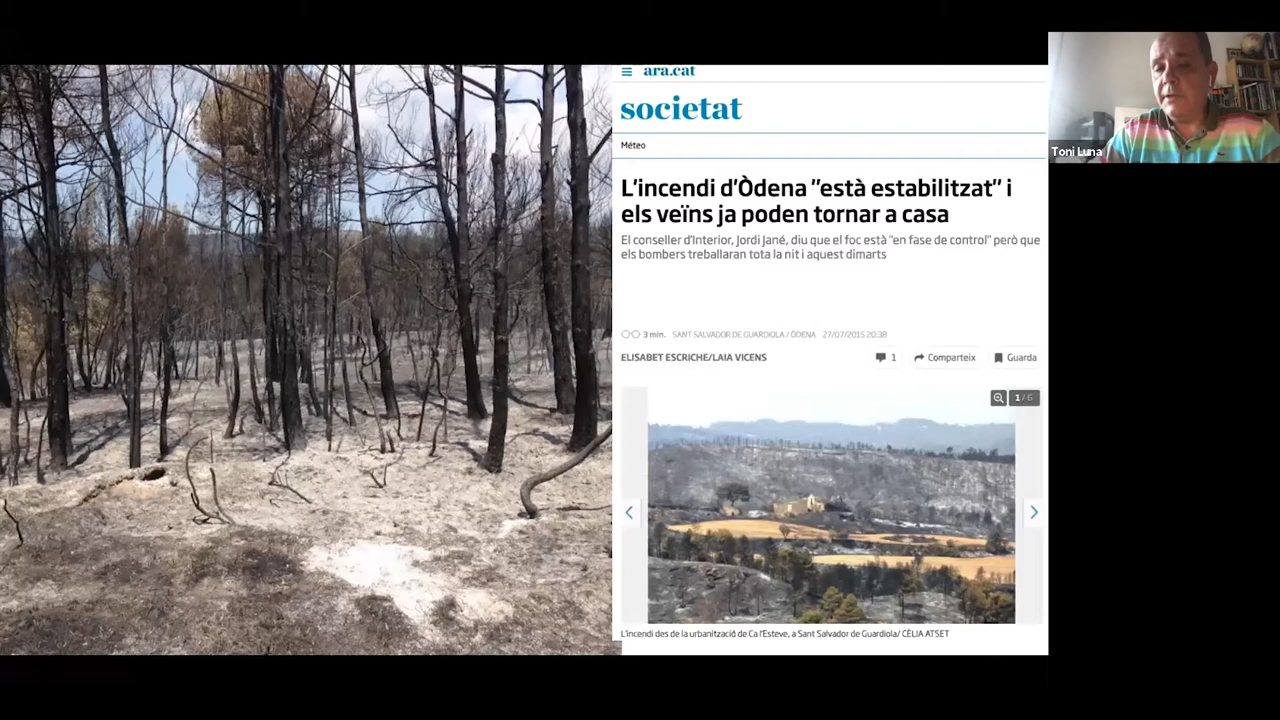 ara.cat
societat
Méteo
L'incendi d'Òdena "està estabilitzat" i
els veïns ja poden tornar a casa
El conseller d'Interior, Jordi Jané, diu que el foc està "en fase de control" però que
els bombers treballaran tota la nit i aquest dimarts
3 min. SANT SALVADOR DE GUARDIOLA / ÒDENA 27/07/2015 20:38
ELISABET ESCRICHE/LAIA VICENS
1
Comparteix
Guarda
1 / 6
L'incendi des de la urbanització de Ca l'Esteve, a Sant Salvador de Guardiola/ CÈLIA ATSET
Toni Luna